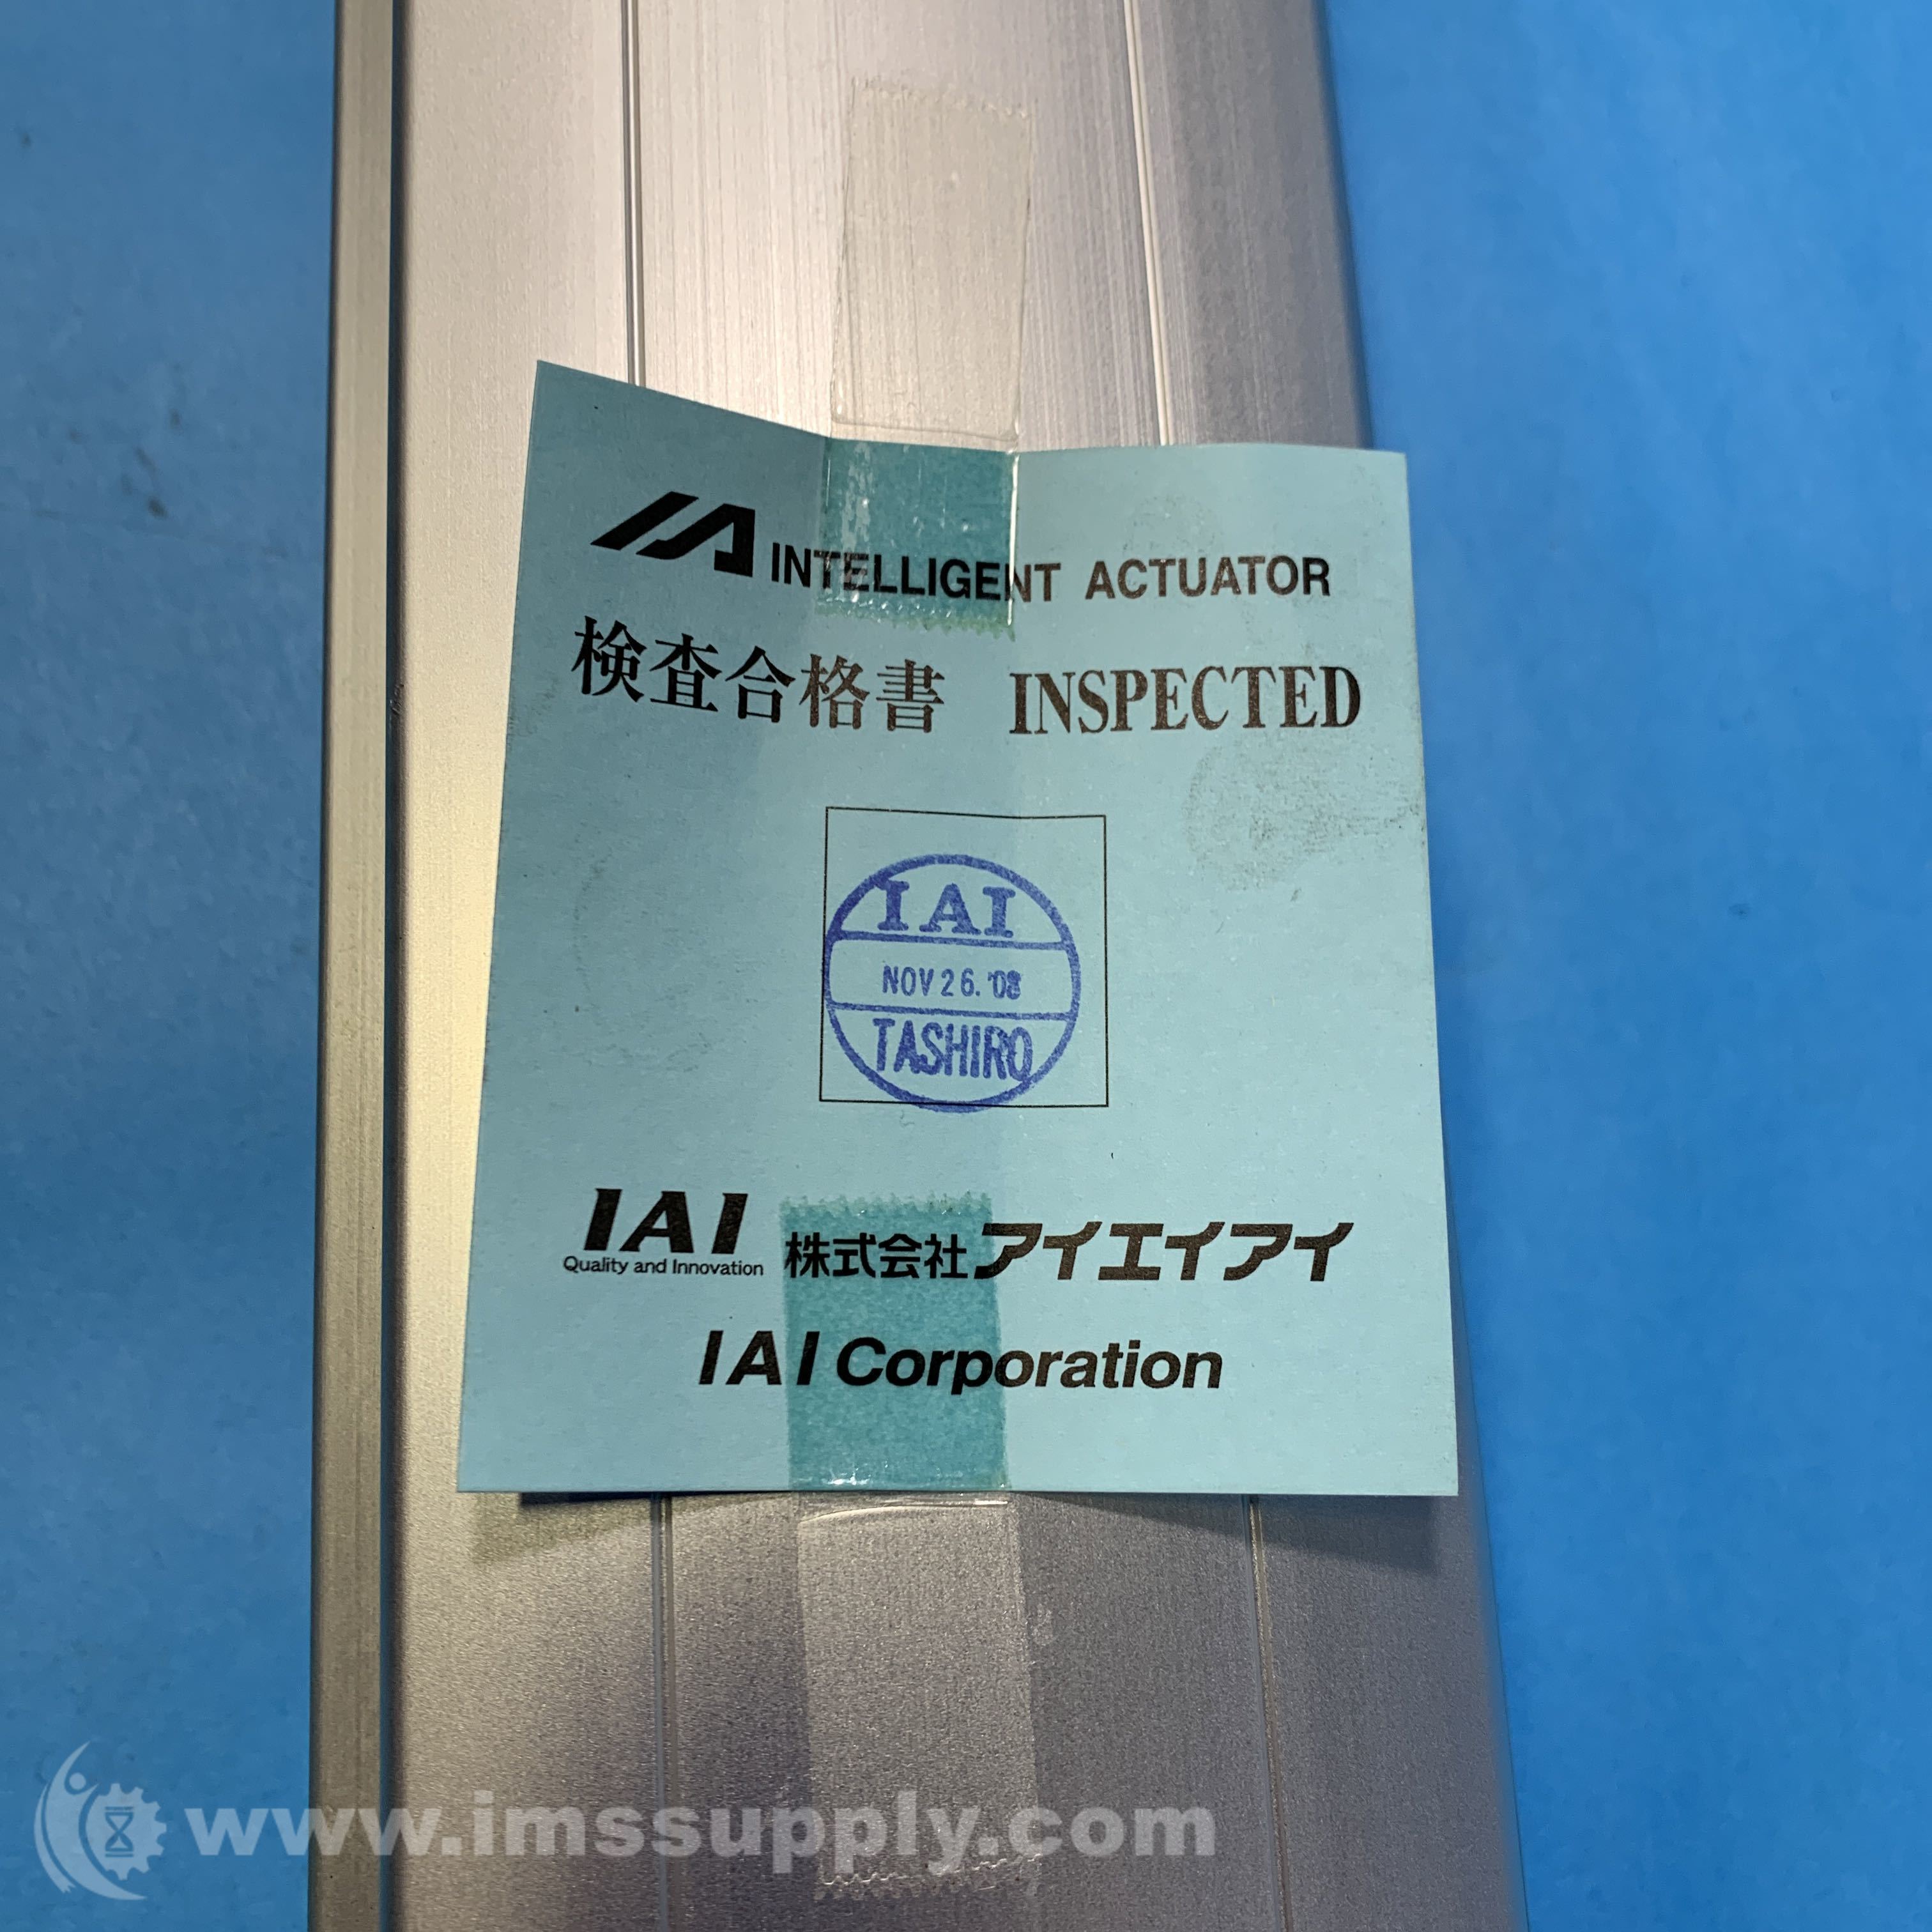 IA INTELLIGENT ACTUATOR
検査合格書 INSPECTED
IAI
NOV 26. '08
TASHIRO
IAI
Quality and Innovation
株式会社アイエイアイ
IAI Corporation
www.imssupply.com